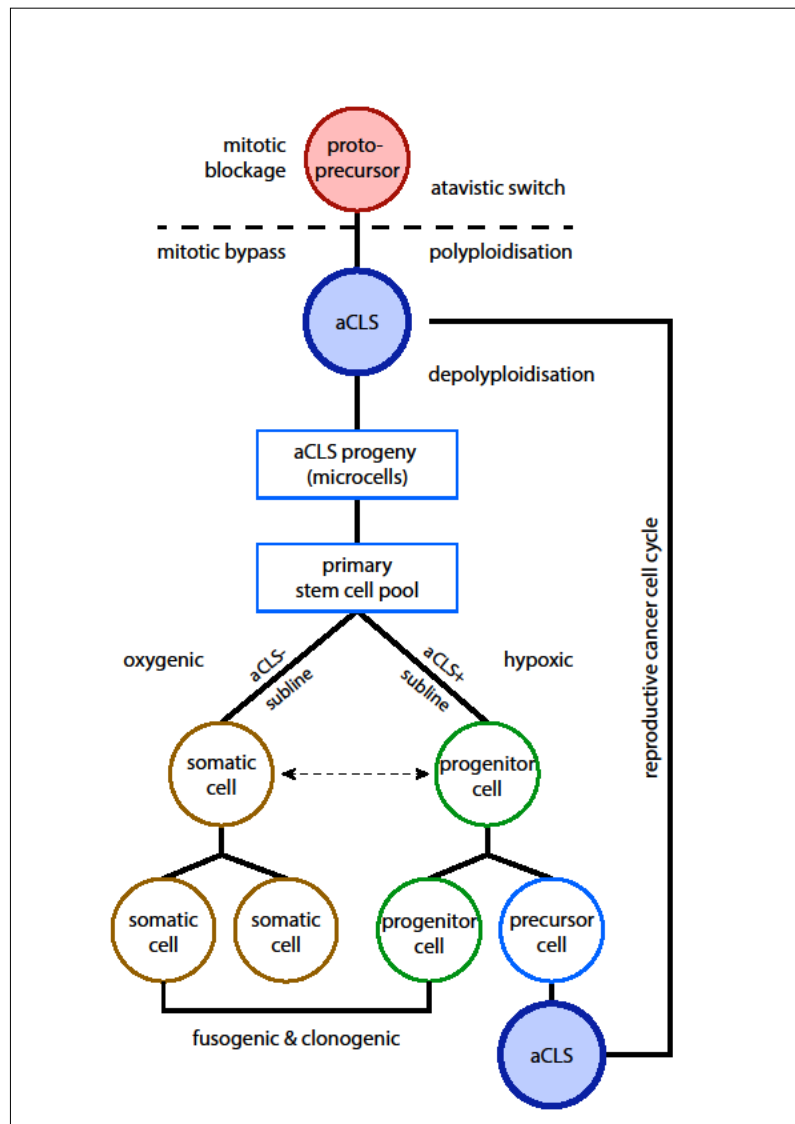 mitotic
blockage
proto-
precursor
atavistic switch
mitotic bypass
polyploidisation
aCLS
depolyploidisation
aCLS progeny
(microcells)
primary
stem cell pool
oxygenic
aCLS-
subline
aCLS+
subline
hypoxic
reproductive cancer cell cycle
somatic
cell
progenitor
cell
somatic
cell
somatic
cell
progenitor
cell
precursor
cell
fusogenic & clonogenic
aCLS